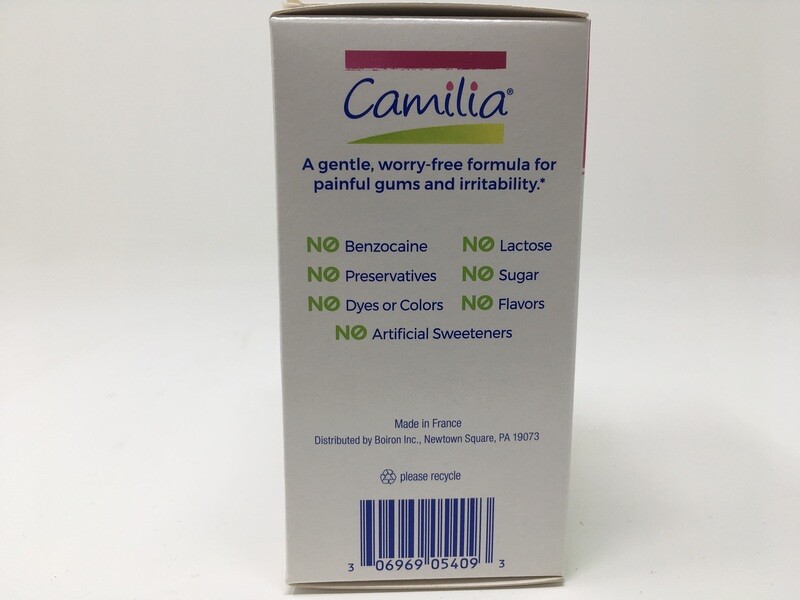 Camilia®
A gentle, worry-free formula for
painful gums and irritability.*
NO Benzocaine NO Lactose
NO Preservatives NO Sugar
NO Dyes or Colors NO Flavors
NO Artificial Sweeteners
Made in France
Distributed by Boiron Inc., Newtown Square, PA 19073
please recycle
3 06969 05409 3